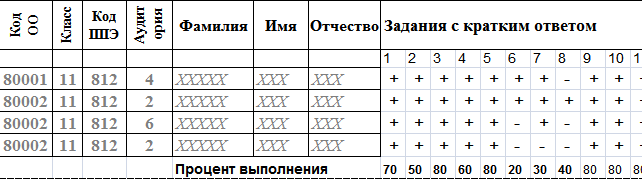 Код ОО Класс Код ППЭ Аудитория Фамилия Имя Отчество Задания с кратким ответом
1 2 3 4 5 6 7 8 9 10 1
80001 11 812 4 XXXXX XXX XXX + + + + + + + - + +
80002 11 812 2 XXXXX XXX XXX + + + + + + + + + +
80002 11 812 6 XXXXX XXX XXX + + + + + - + - + +
80002 11 812 2 XXXXX XXX XXX + + + + + - - - + +
Процент выполнения 70 50 80 60 80 20 30 40 80 80